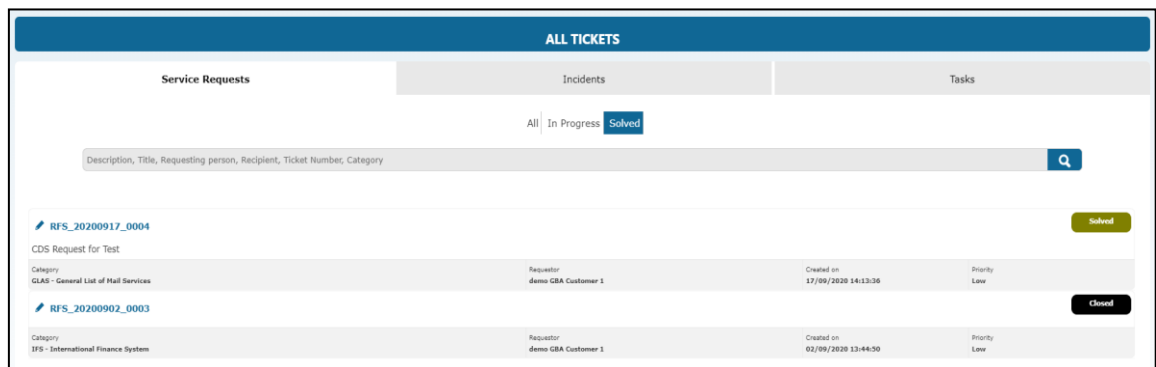 ALL TICKETS
Service Requests
Incidents
Tasks
All In Progress Solved
Description, Title, Requesting person, Recipient, Ticket Number, Category
RFS_20200917_0004
Solved
CDS Request for Test
Category Requestor Created on Priority
GLAS - General List of Mail Services demo GBA Customer 1 17/09/2020 14:13:36 Low
RFS_20200902_0003
Closed
Category Requestor Created on Priority
IFS - International Finance System demo GBA Customer 1 02/09/2020 13:44:50 Low